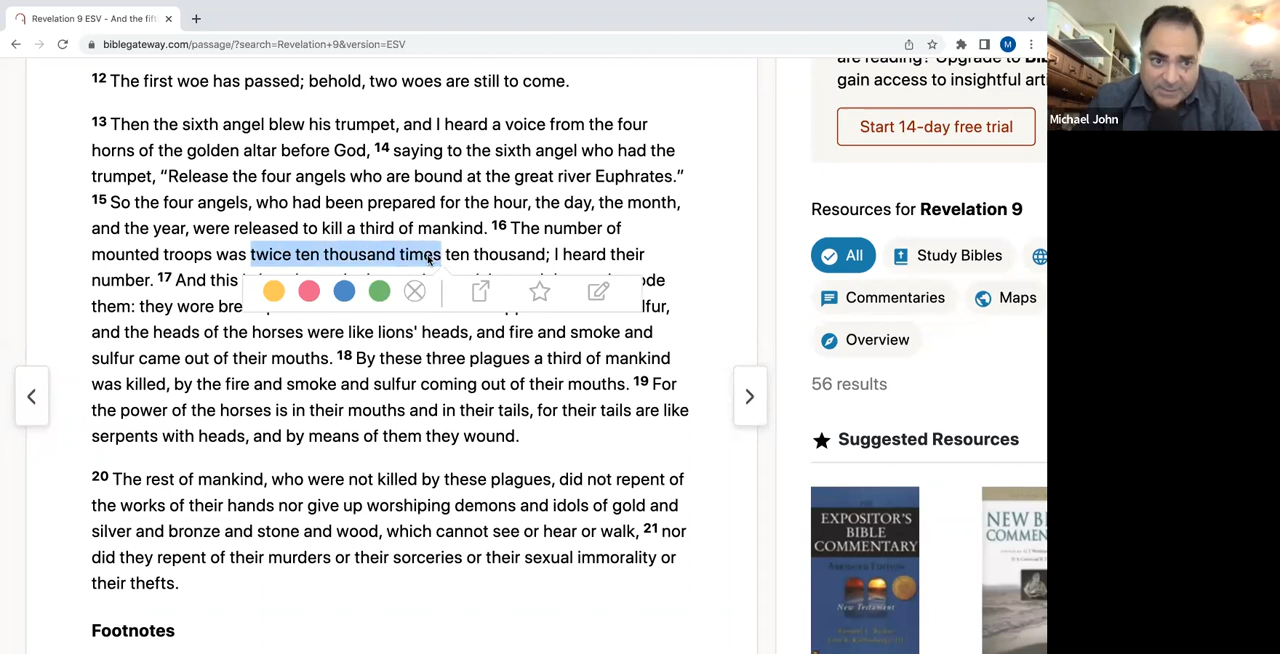 Revelation 9 ESV - And the fift
biblegateway.com/passage/?search=Revelation+9&version=ESV
M
Michael John
12 The first woe has passed; behold, two woes are still to come.
13 Then the sixth angel blew his trumpet, and I heard a voice from the four
horns of the golden altar before God, 14 saying to the sixth angel who had the
trumpet, “Release the four angels who are bound at the great river Euphrates.”
15 So the four angels, who had been prepared for the hour, the day, the month,
and the year, were released to kill a third of mankind. 16 The number of
mounted troops was twice ten thousand times ten thousand; I heard their
number. 17 And this
them: they wore bre
and the heads of the horses were like lions' heads, and fire and smoke and
sulfur came out of their mouths. 18 By these three plagues a third of mankind
was killed, by the fire and smoke and sulfur coming out of their mouths. 19 For
the power of the horses is in their mouths and in their tails, for their tails are like
serpents with heads, and by means of them they wound.
20 The rest of mankind, who were not killed by these plagues, did not repent of
the works of their hands nor give up worshiping demons and idols of gold and
silver and bronze and stone and wood, which cannot see or hear or walk, 21 nor
did they repent of their murders or their sorceries or their sexual immorality or
their thefts.
Footnotes
are reading? Upgrade to Bib
gain access to insightful arti
Start 14-day free trial
Resources for Revelation 9
All
Study Bibles
Commentaries
Maps
Overview
56 results
Suggested Resources
EXPOSITOR'S
BIBLE
COMMENTARY
ABRIDGED EDITION
New Testament
NEW BI
COMMEN